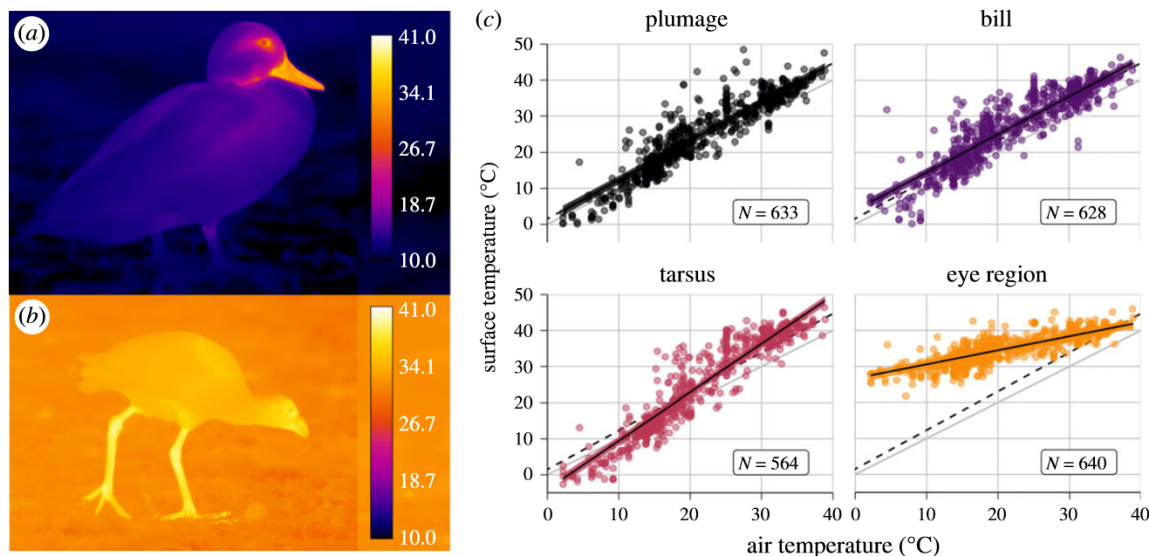 (a)
41.0
34.1
26.7
18.7
10.0
(b)
41.0
34.1
26.7
18.7
10.0
(c)
plumage
bill
50
40
30
20
10
0
N = 633
N = 628
tarsus
eye region
50
40
30
20
10
0
N = 564
N = 640
0 10 20 30 40
0 10 20 30 40
surface temperature (°C)
air temperature (°C)